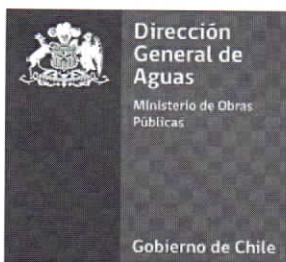 Dirección
General de
Aguas
Ministerio de Obras
Públicas
Gobierno de Chile